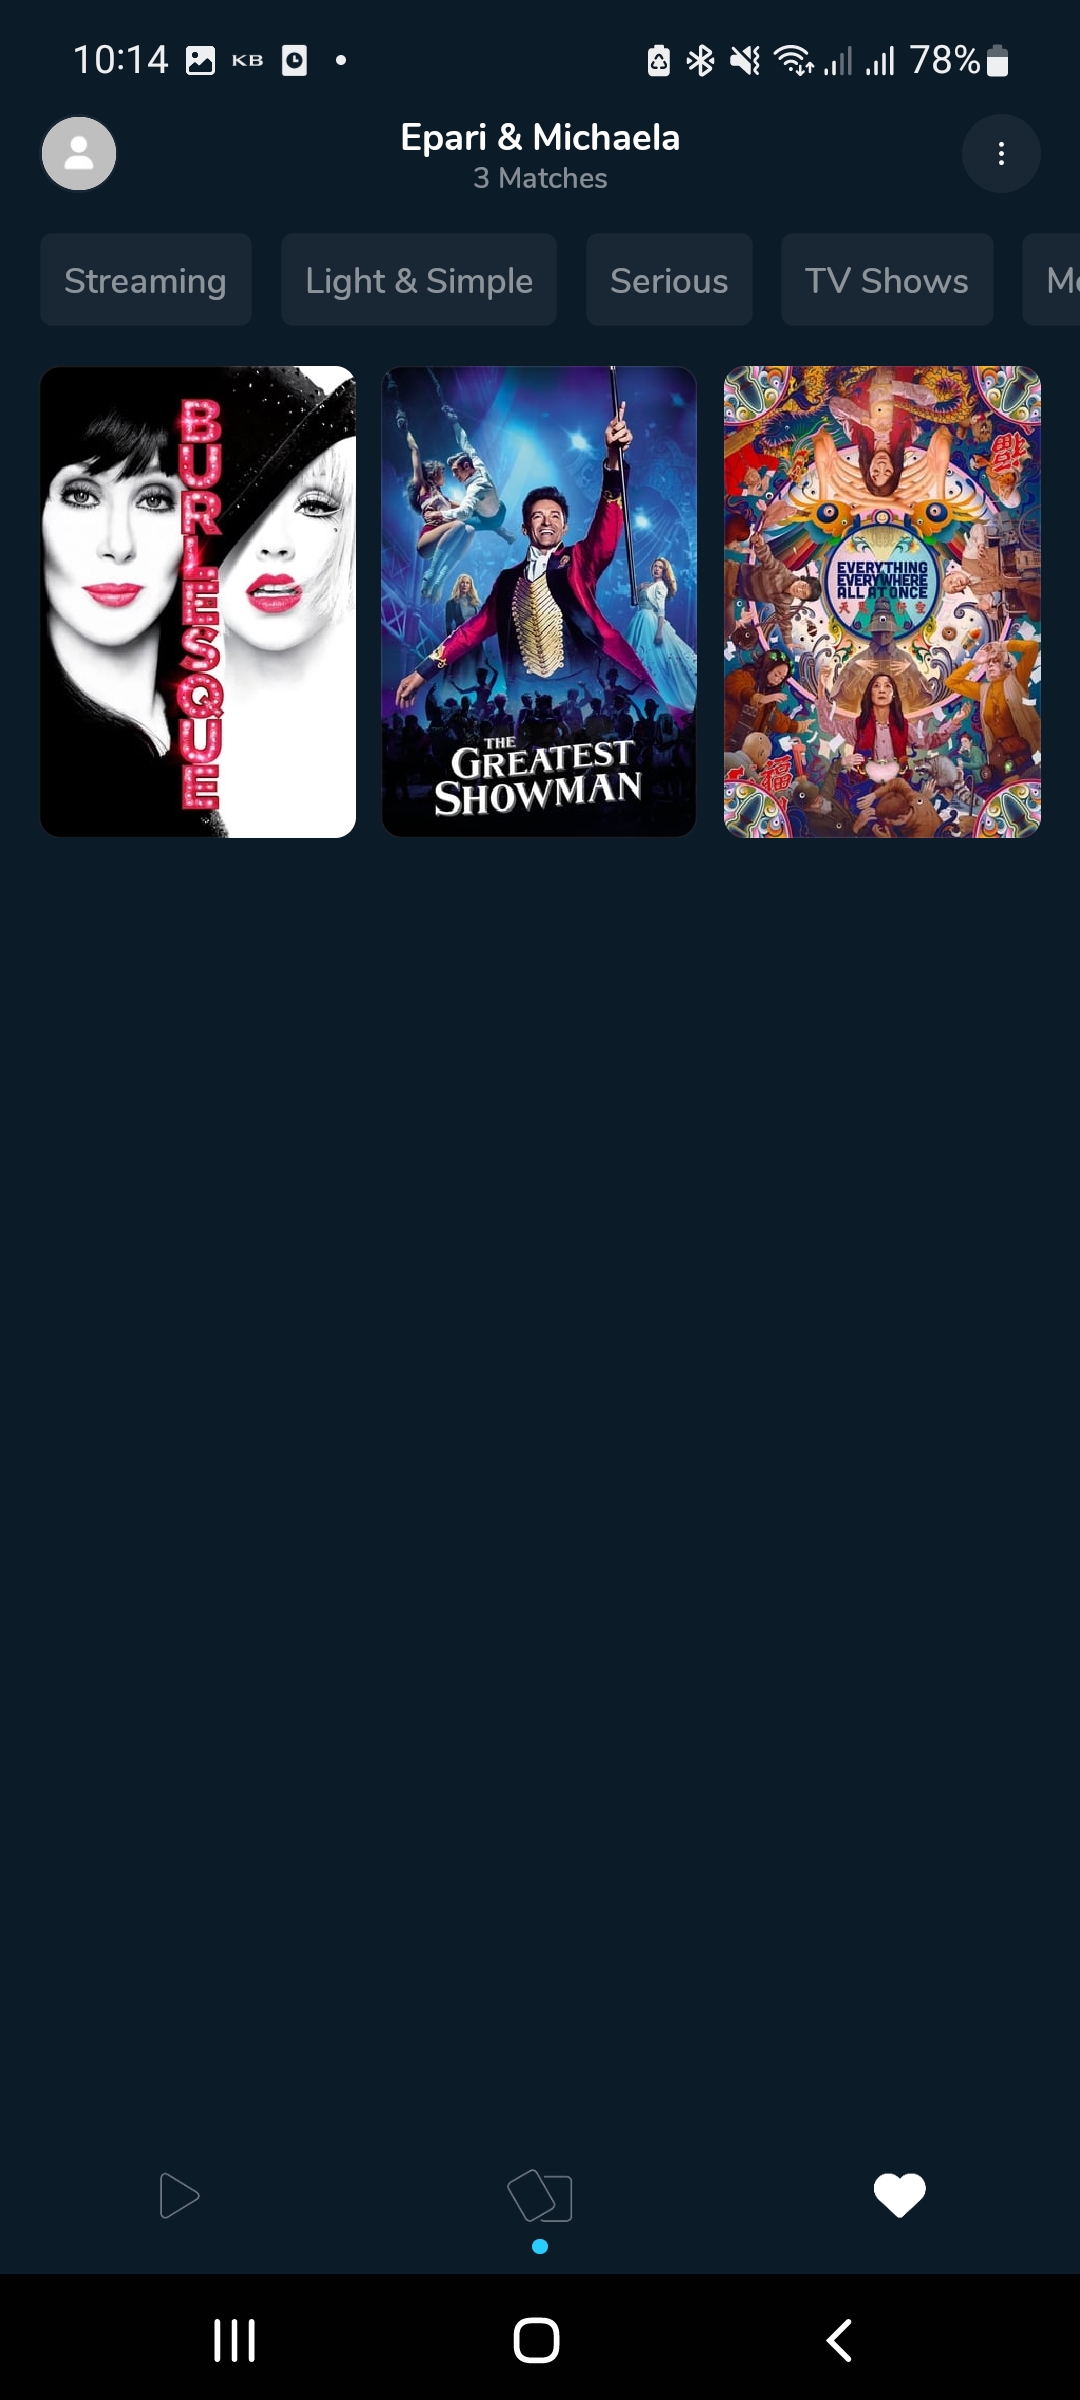 10:14
KB
78%
Epari & Michaela
3 Matches
Streaming
Light & Simple
Serious
TV Shows
BURLESQUE
THE
GREATEST
SHOWMAN
EVERYTHING
EVERYWHERE
ALL AT ONCE
福